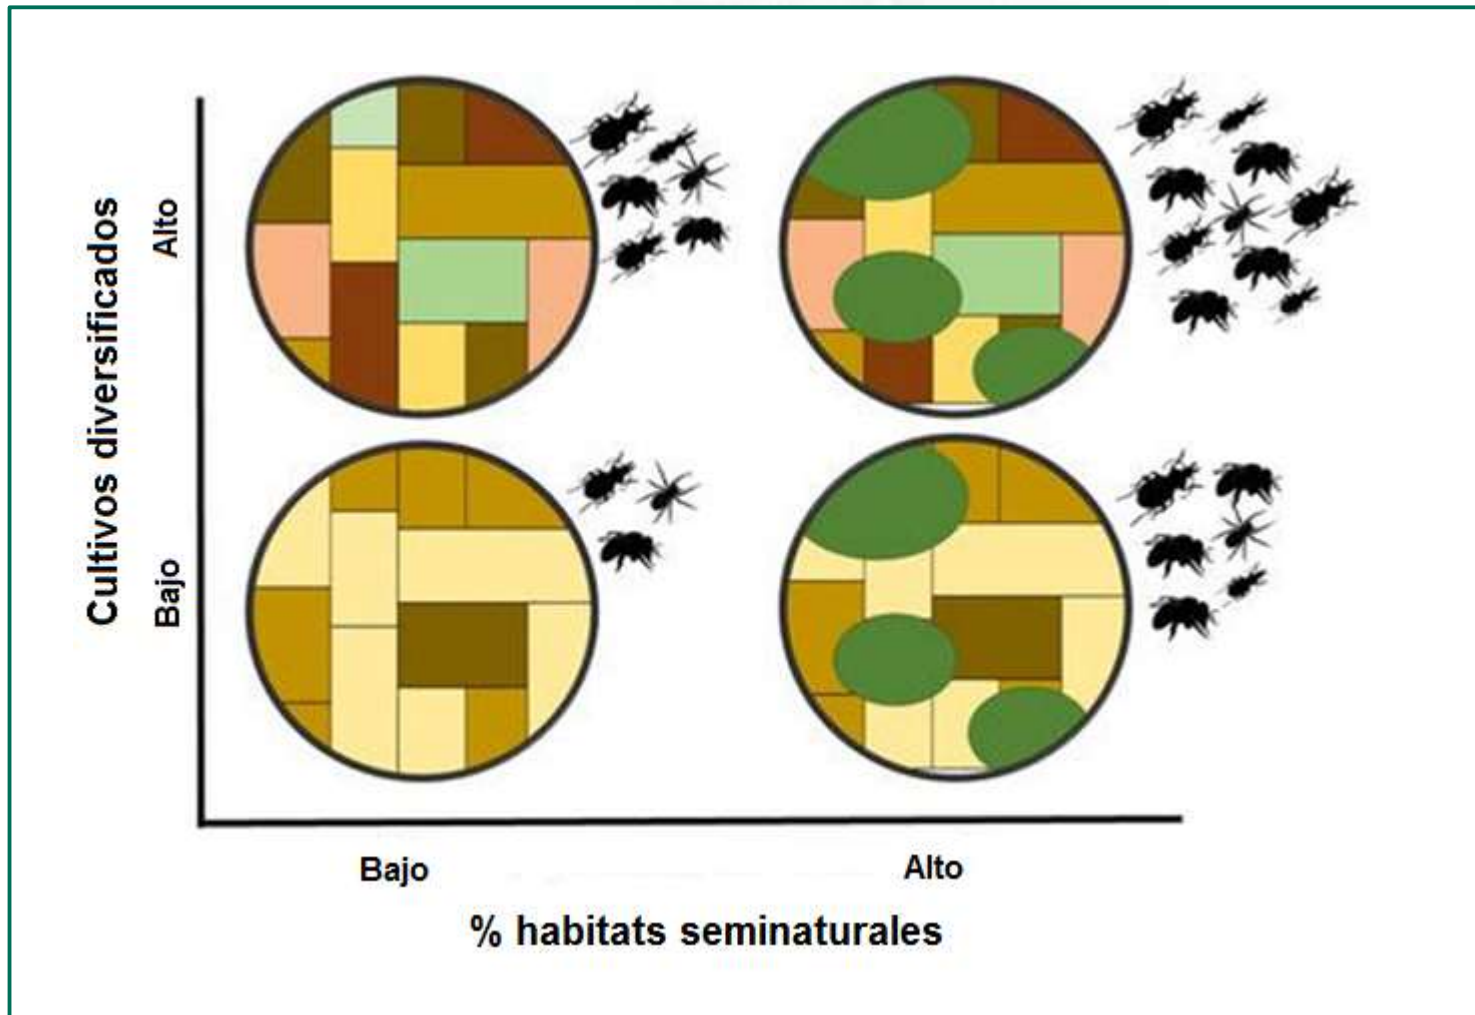 Cultivos diversificados
Alto
Bajo
Bajo
Alto
% habitats seminaturales